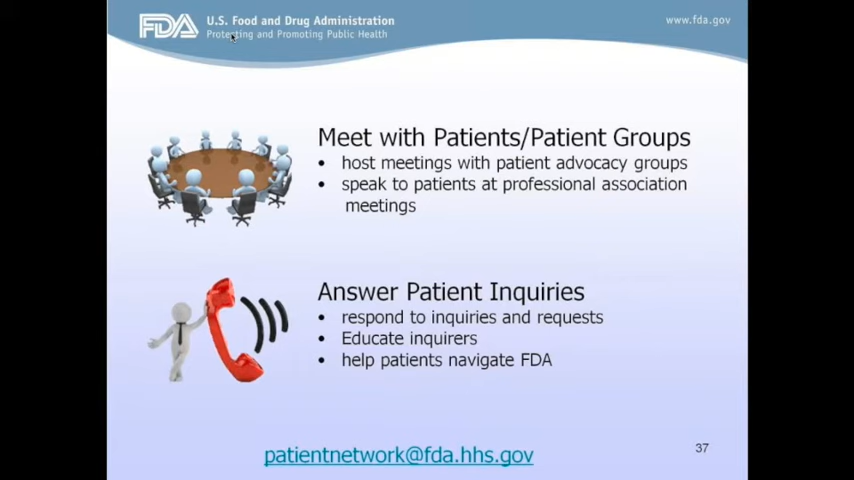 FDA
U.S. Food and Drug Administration
Protecting and Promoting Public Health
www.fda.gov
Meet with Patients/Patient Groups
• host meetings with patient advocacy groups
• speak to patients at professional association
meetings
Answer Patient Inquiries
• respond to inquiries and requests
• Educate inquirers
• help patients navigate FDA
patientnetwork@fda.hhs.gov
37